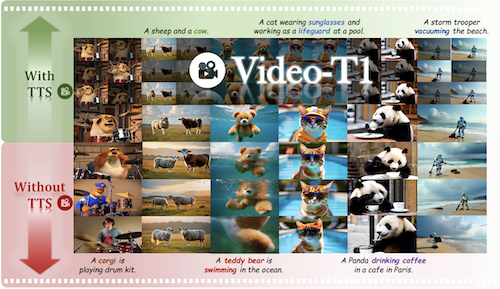 A sheep and a cow.
A cat wearing sunglasses and
working as a lifeguard at a pool.
A storm trooper
vacuuming the beach.
With
TTS
Video-T1
Without
TTS
A corgi is
playing drum kit.
A teddy bear is
swimming in the ocean.
A Panda drinking coffee
in a cafe in Paris.